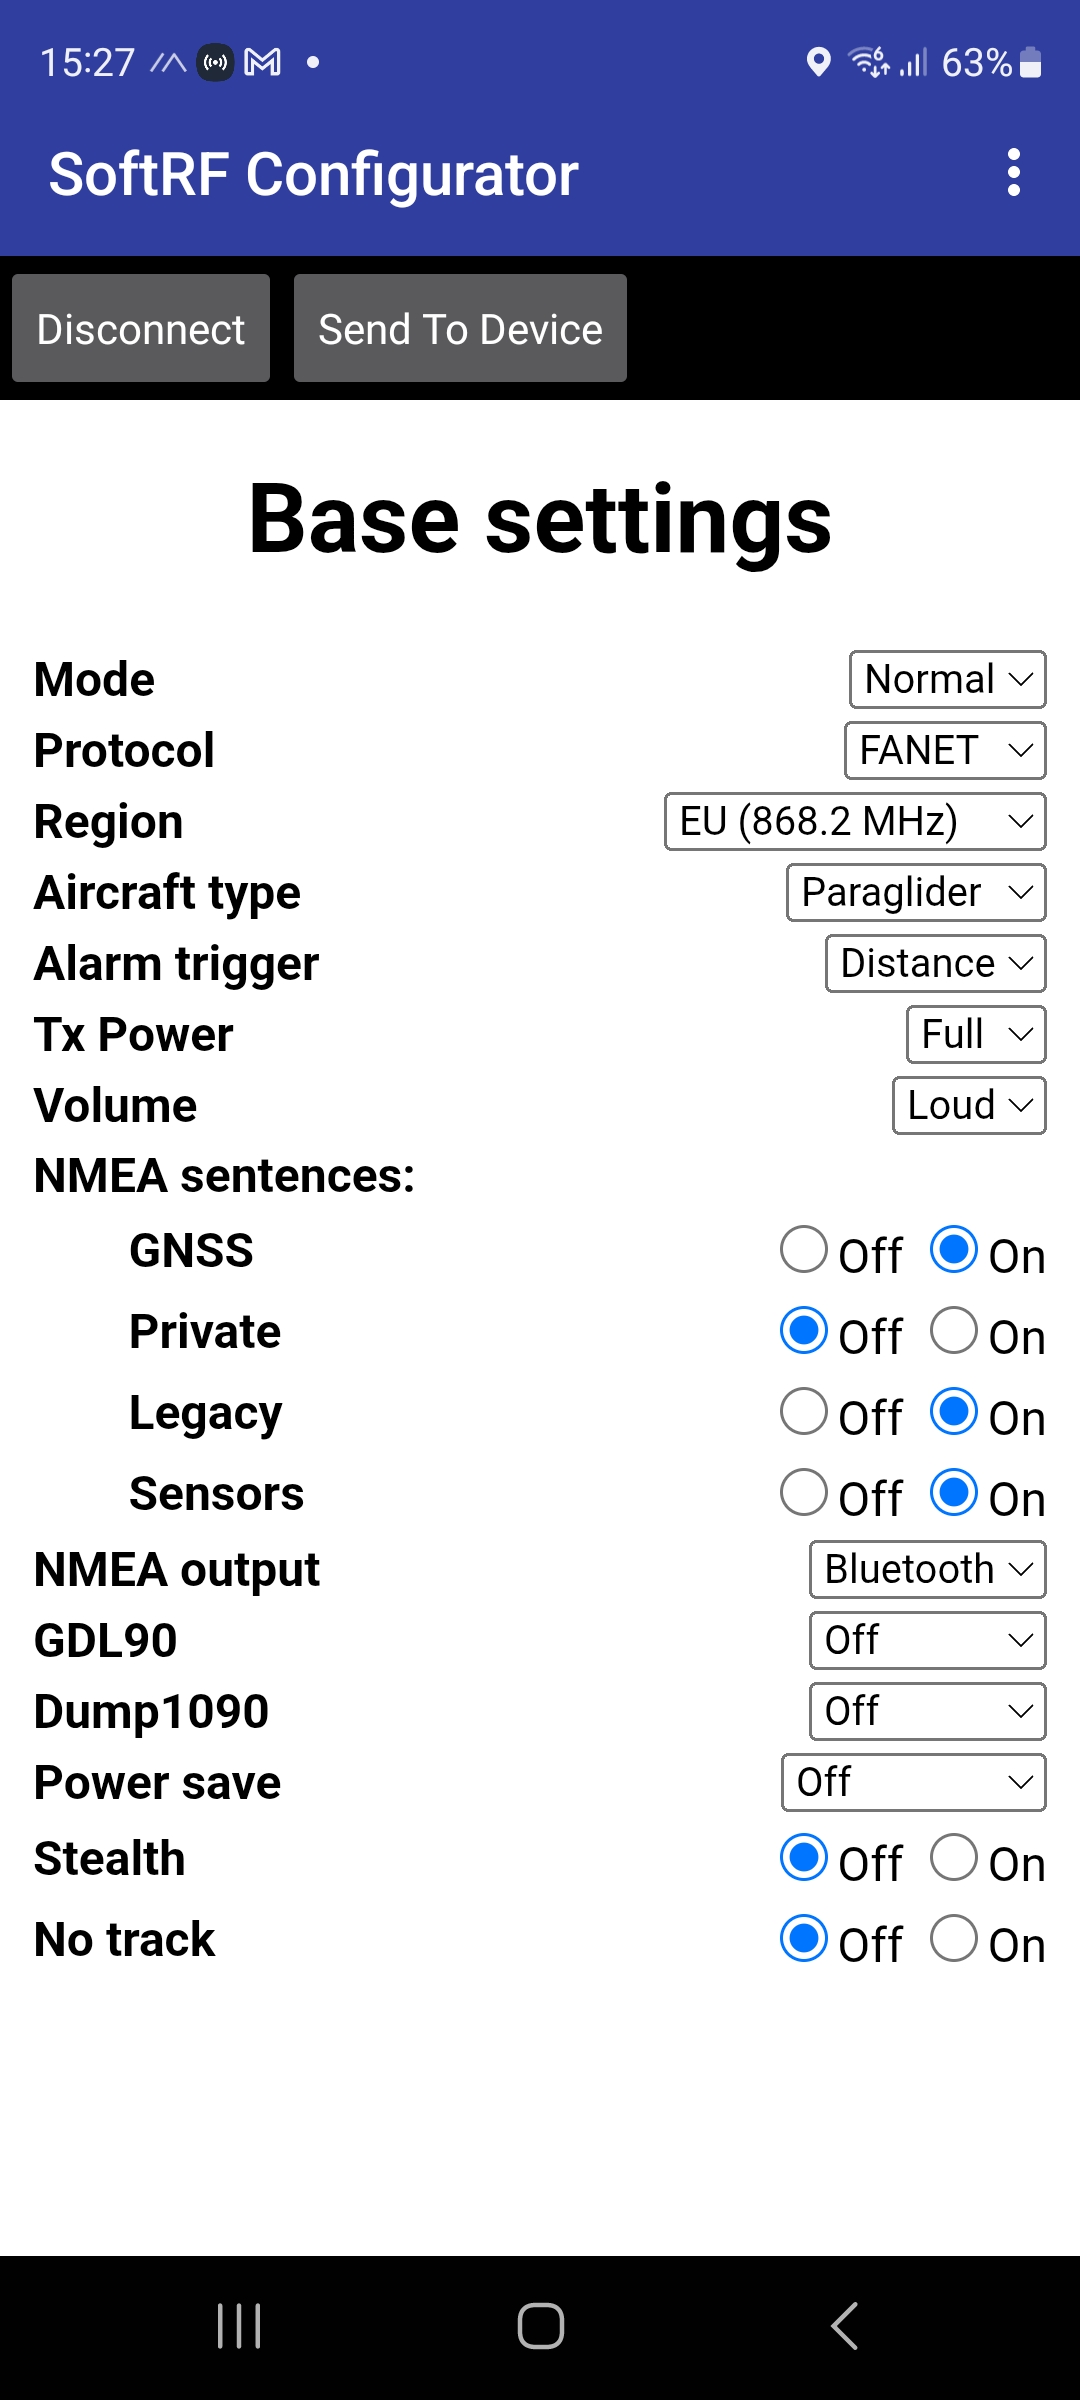 15:27 63%
SoftRF Configurator
Disconnect Send To Device
Base settings
Mode Normal
Protocol FANET
Region EU (868.2 MHz)
Aircraft type Paraglider
Alarm trigger Distance
Tx Power Full
Volume Loud
NMEA sentences:
GNSS Off On
Private Off On
Legacy Off On
Sensors Off On
NMEA output Bluetooth
GDL90 Off
Dump1090 Off
Power save Off
Stealth Off On
No track Off On